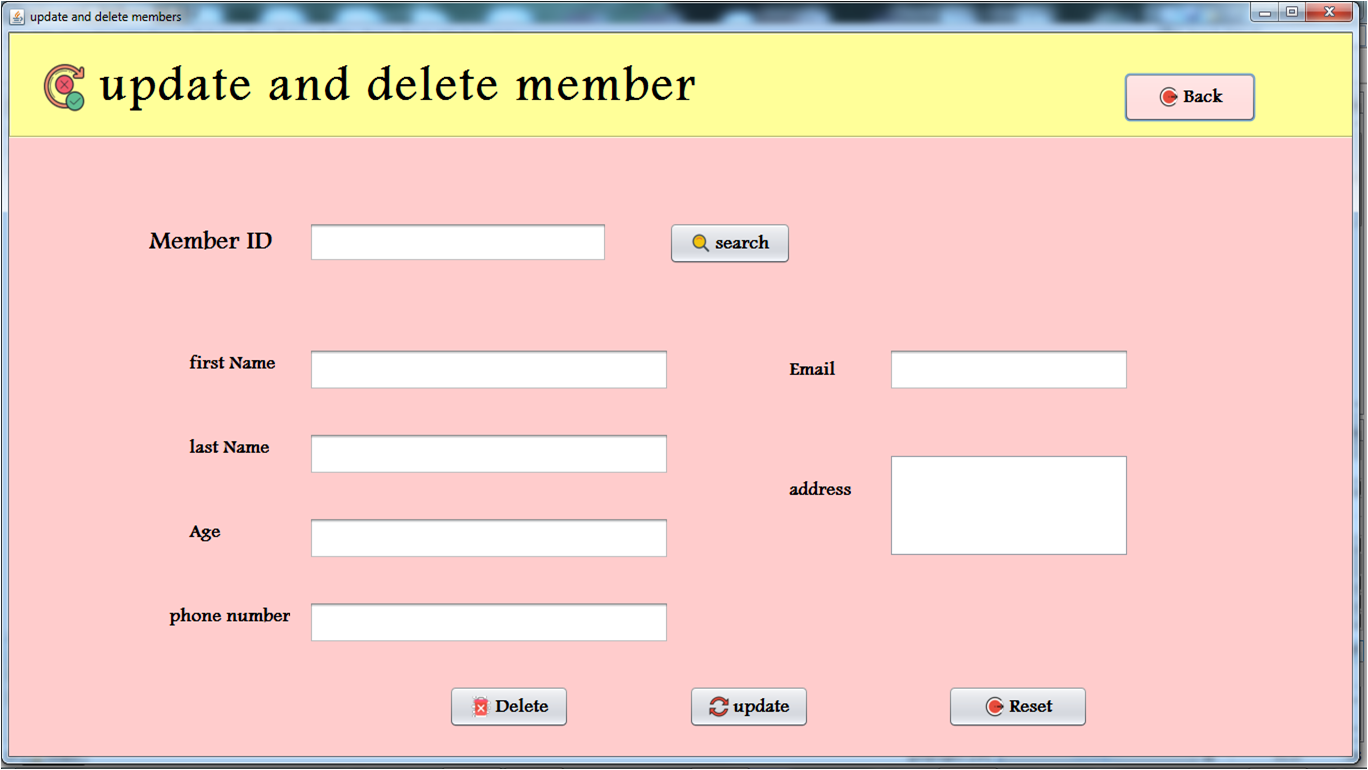 update and delete members
update and delete member
Back
Member ID
search
first Name
Email
last Name
address
Age
phone number
Delete
update
Reset